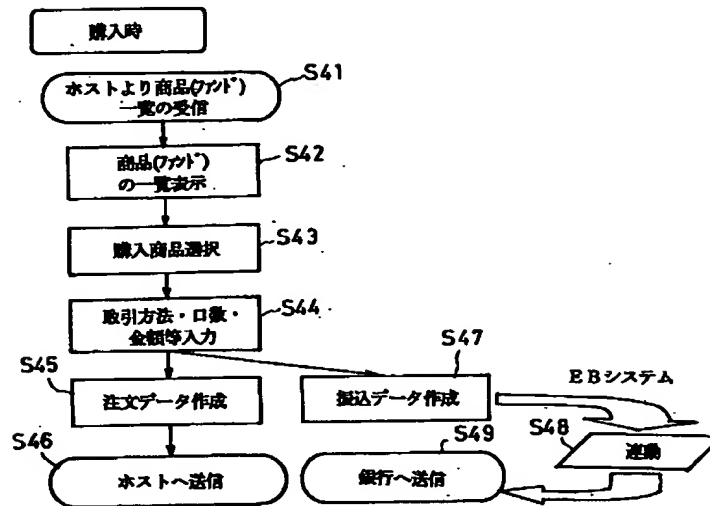 購入時
S41
ホストより商品(ファンド)
一覧の受信
S42
商品(ファンド)
の一覧表示
S43
購入商品選択
S44
取引方法・口数・
金額等入力
S45
注文データ作成
S47
振込データ作成
EBシステム
S46
ホストへ送信
S49
銀行へ送信
S48
連動